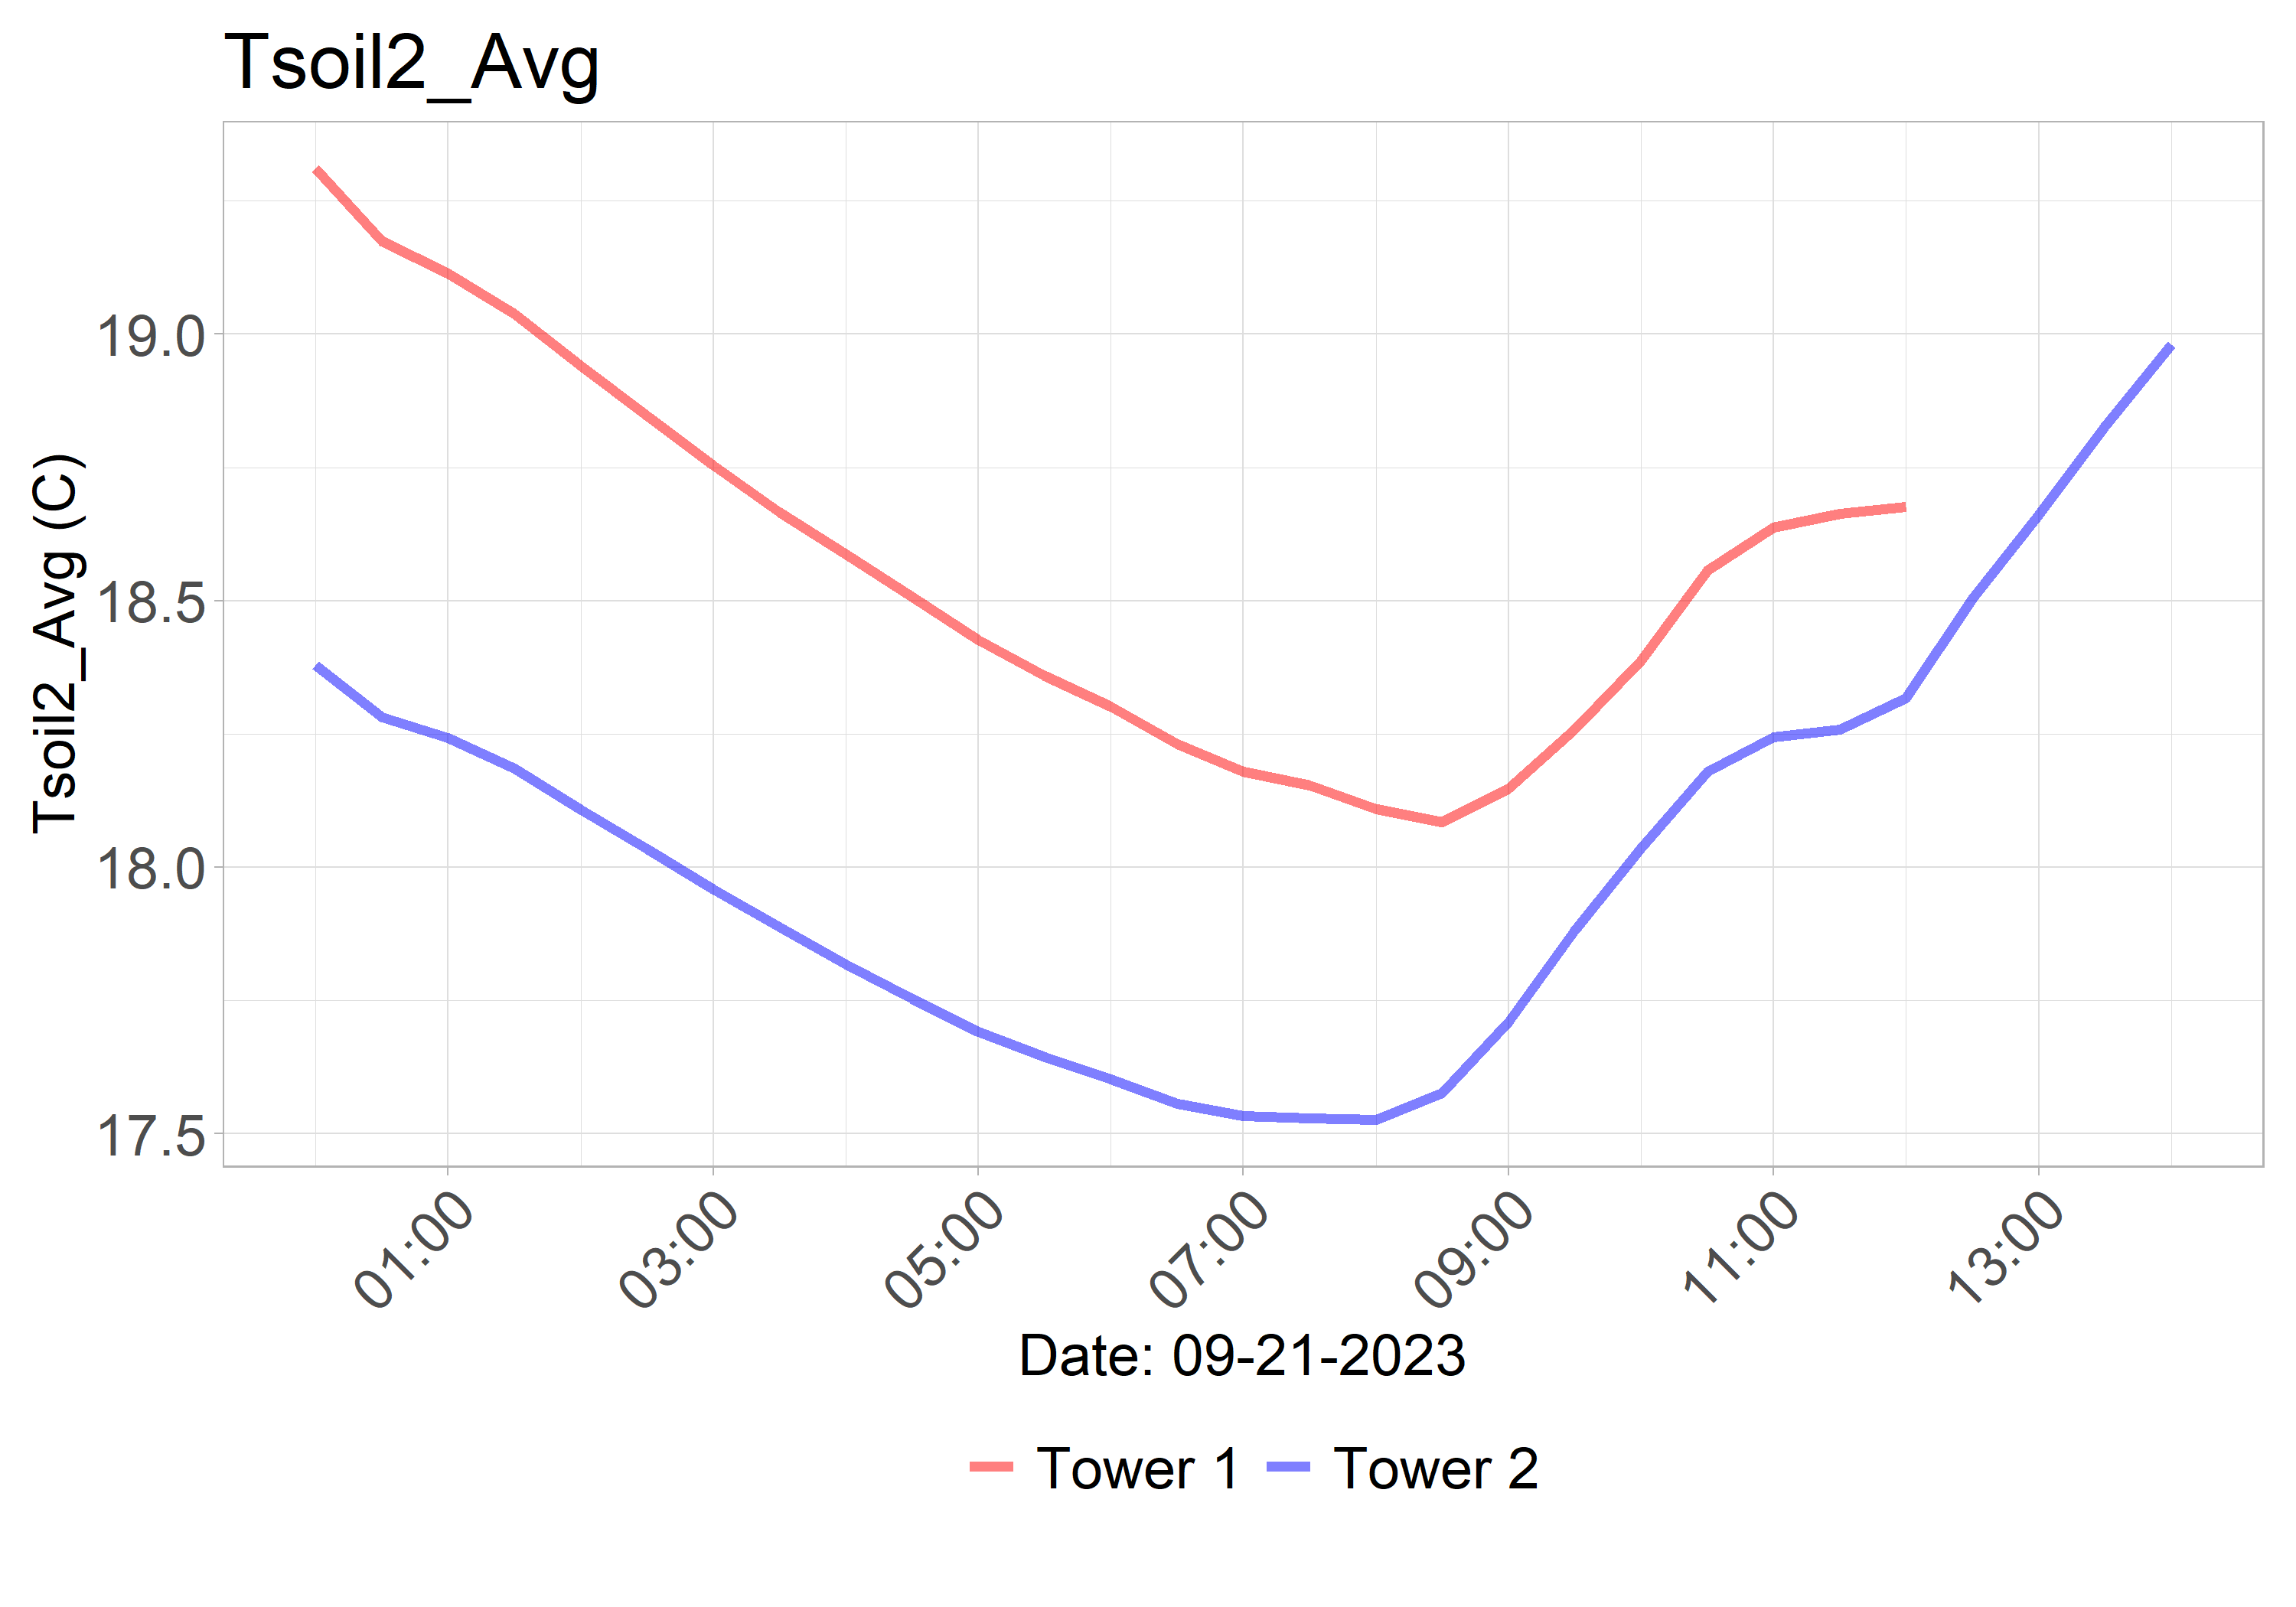 Tsoil2_Avg
Tsoil2_Avg (C)
19.0
18.5
18.0
17.5
01:00 03:00 05:00 07:00 09:00 11:00 13:00
Date: 09-21-2023
Tower 1 Tower 2